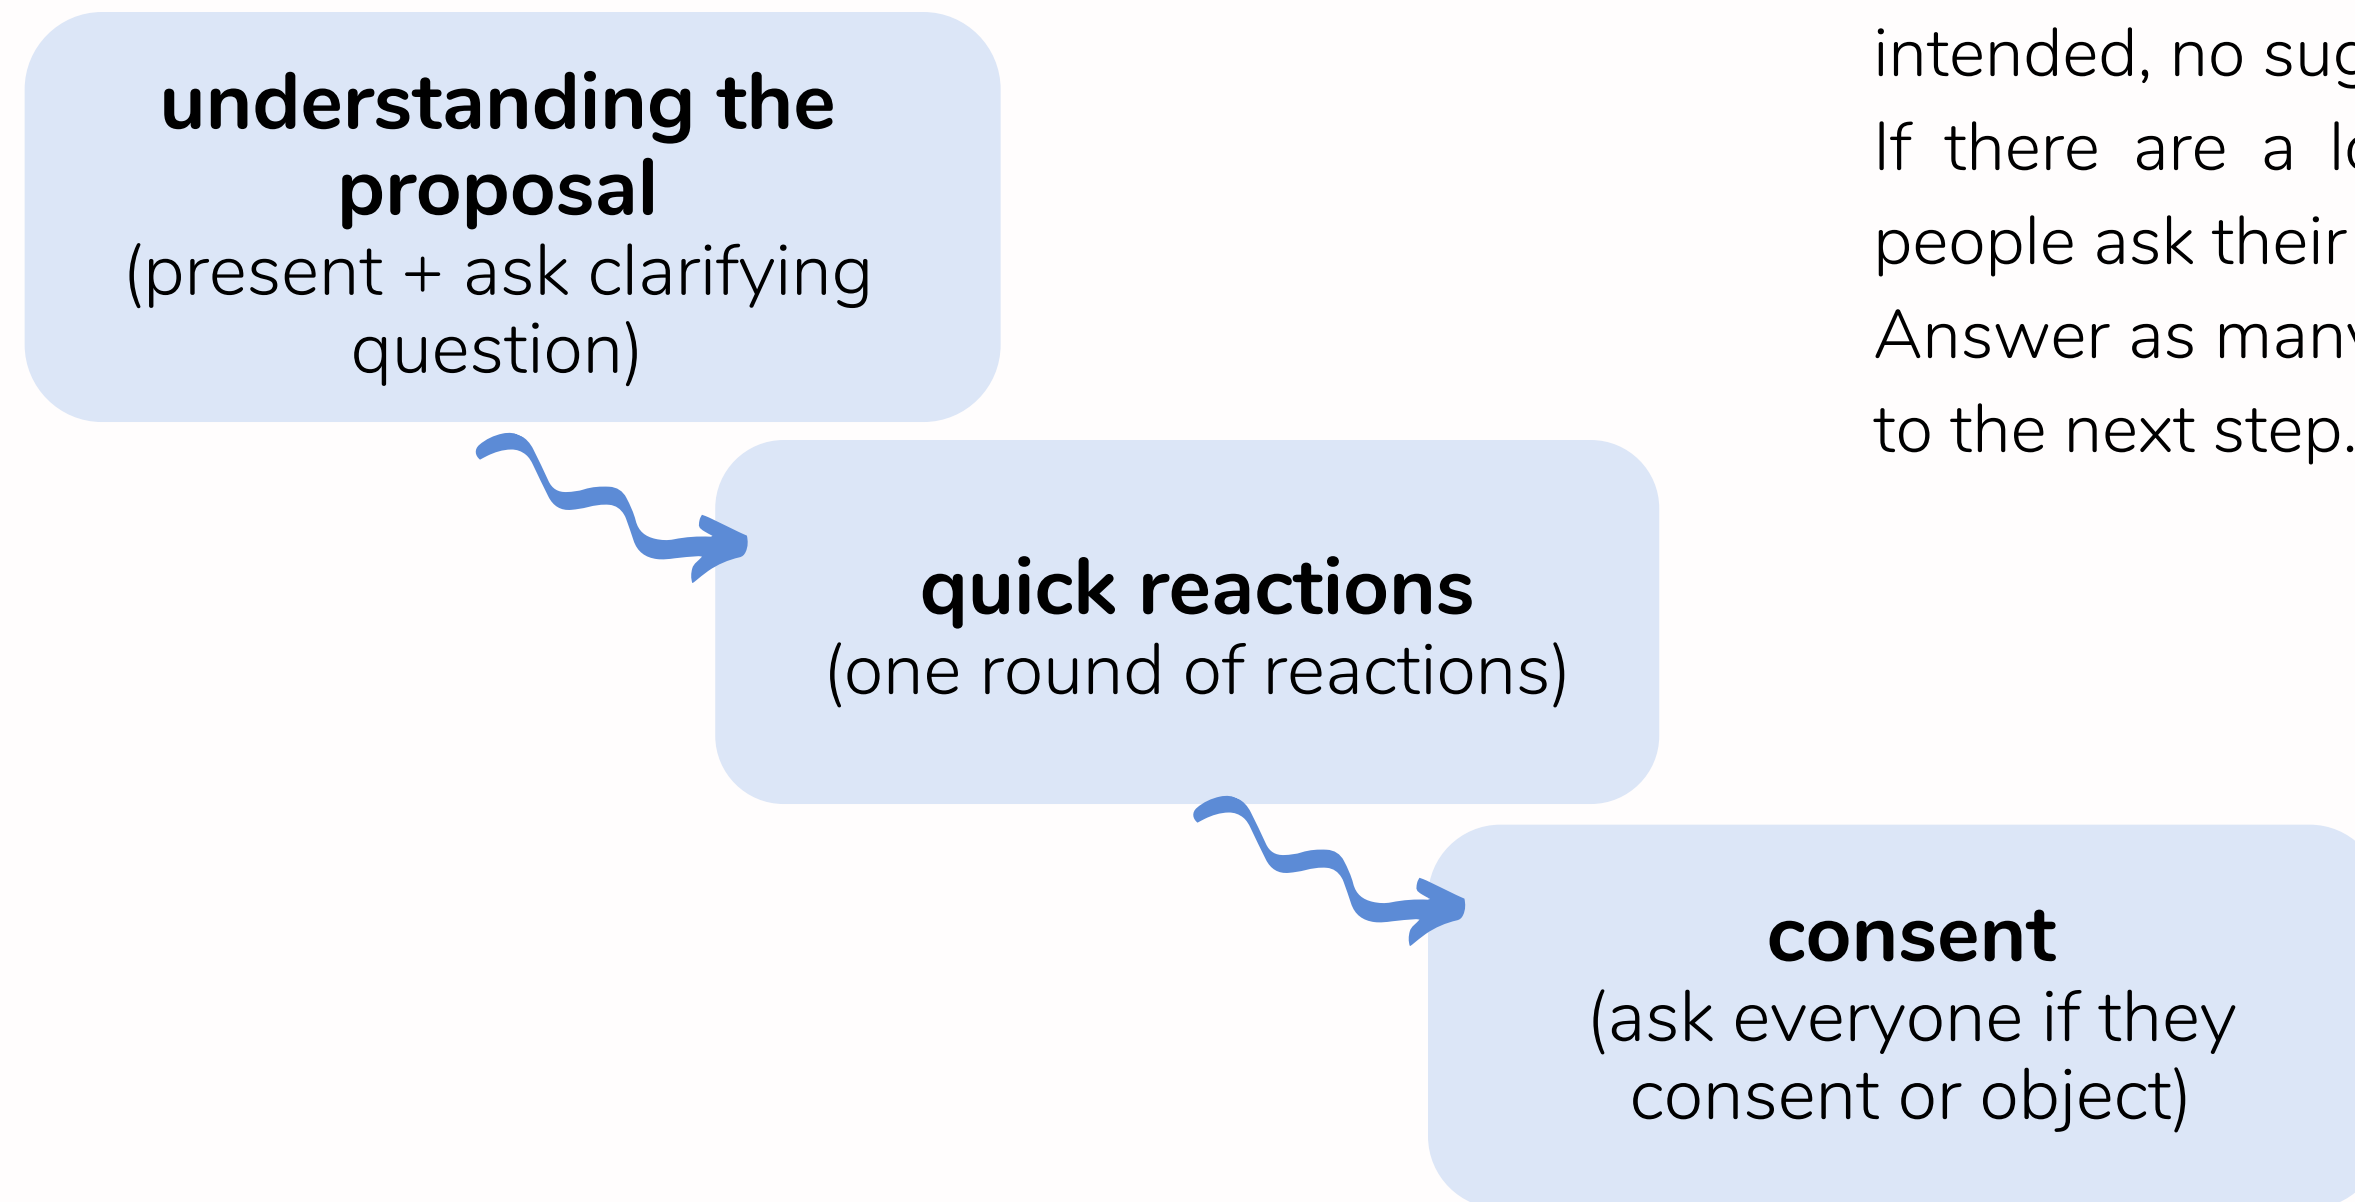 understanding the
proposal
(present + ask clarifying
question)
quick reactions
(one round of reactions)
consent
(ask everyone if they
consent or object)
intended, no
If there are a
people ask their
Answer as
to the next step.